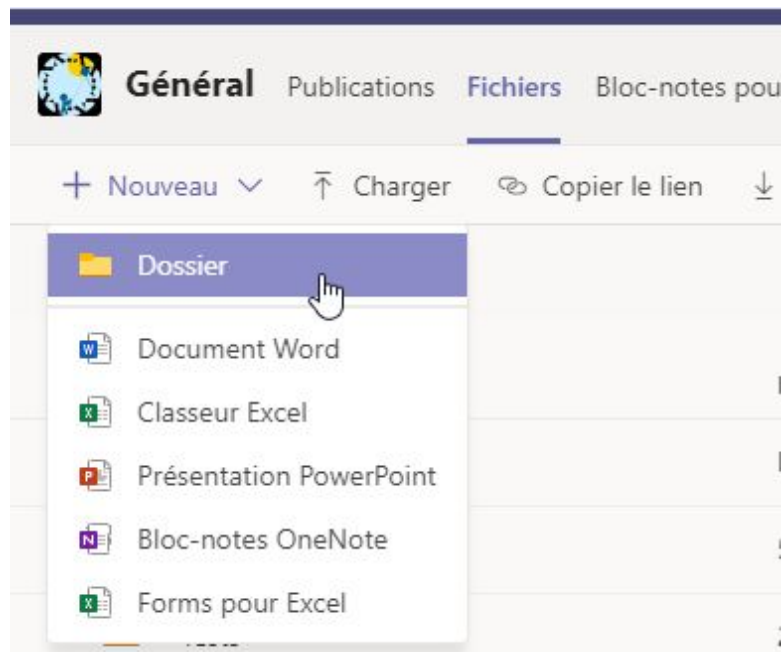 Général Publications Fichiers Bloc-notes pou
Nouveau Charger Copier le lien
Dossier
Document Word
Classeur Excel
Présentation PowerPoint
Bloc-notes OneNote
Forms pour Excel